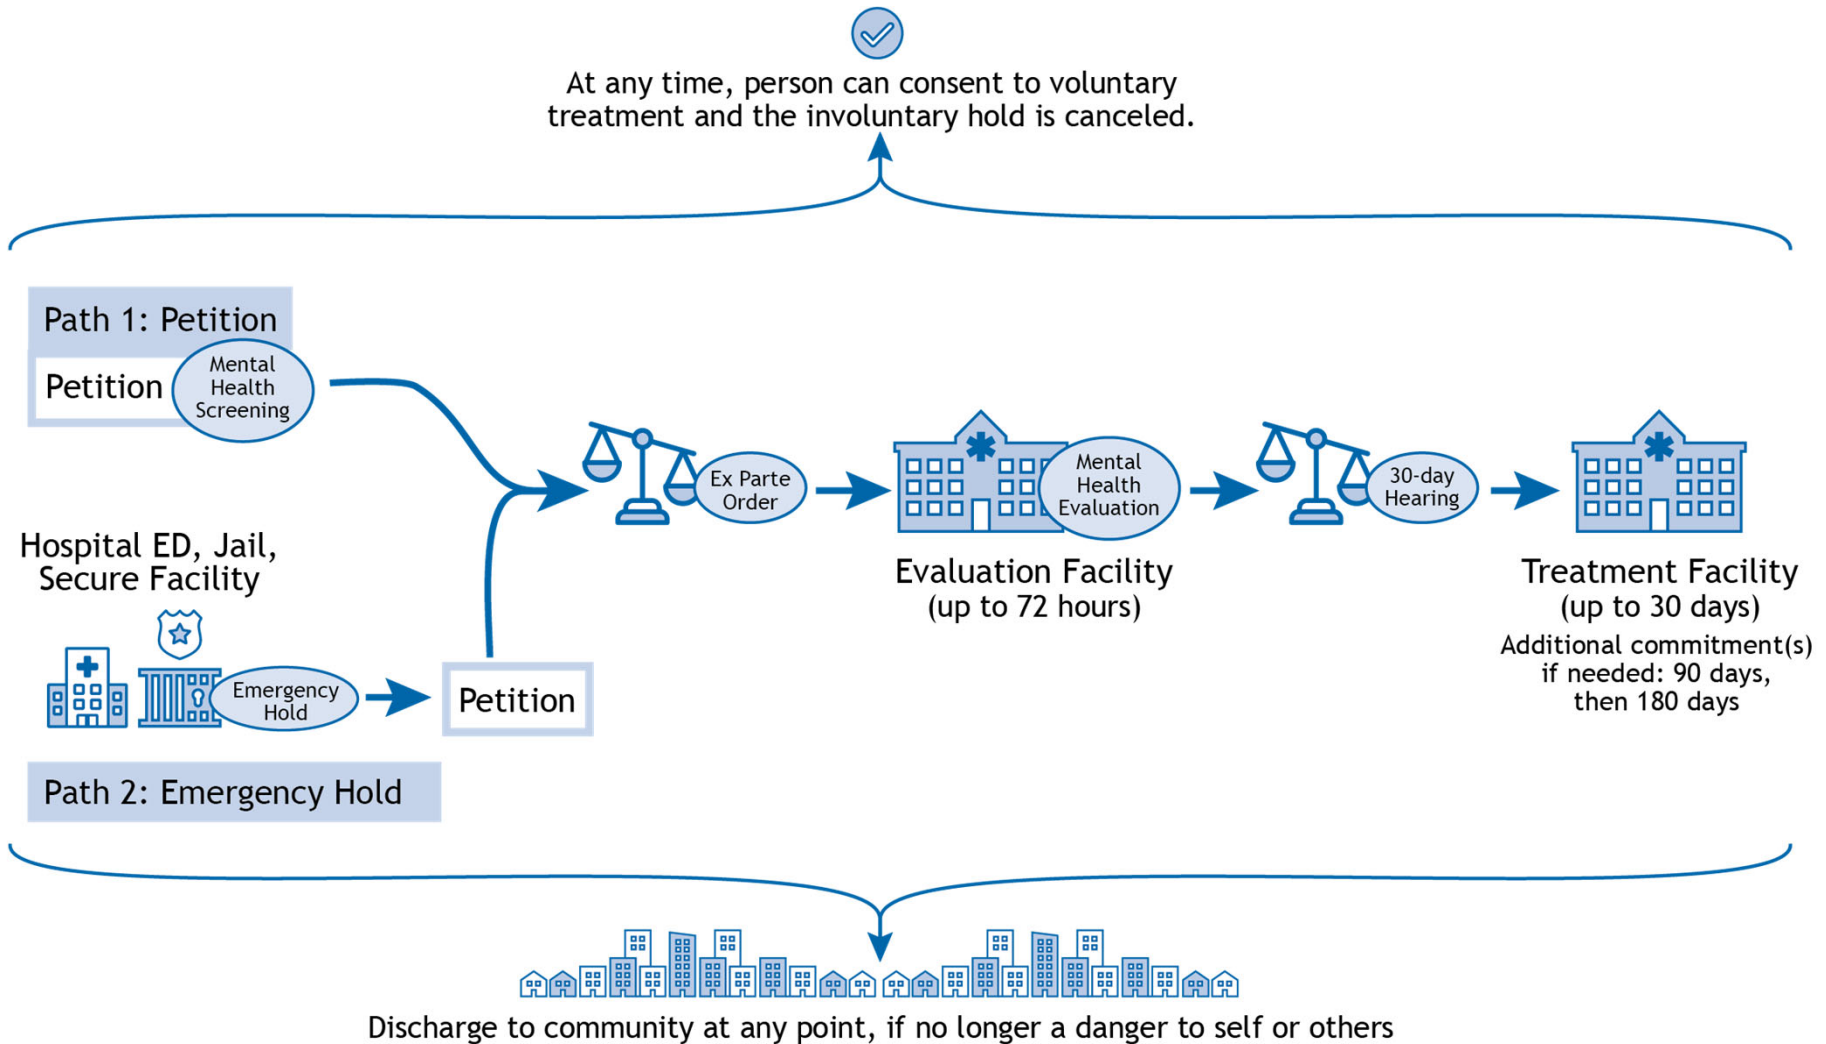 At any time, person can consent to voluntary
treatment and the involuntary hold is canceled.
Path 1: Petition
Petition
Mental
Health
Screening
Ex Parte
Order
Mental
Health
Evaluation
30-day
Hearing
Hospital ED, Jail,
Secure Facility
Evaluation Facility
(up to 72 hours)
Treatment Facility
(up to 30 days)
Additional commitment(s)
if needed: 90 days,
then 180 days
Emergency
Hold
Petition
Path 2: Emergency Hold
Discharge to community at any point, if no longer a danger to self or others